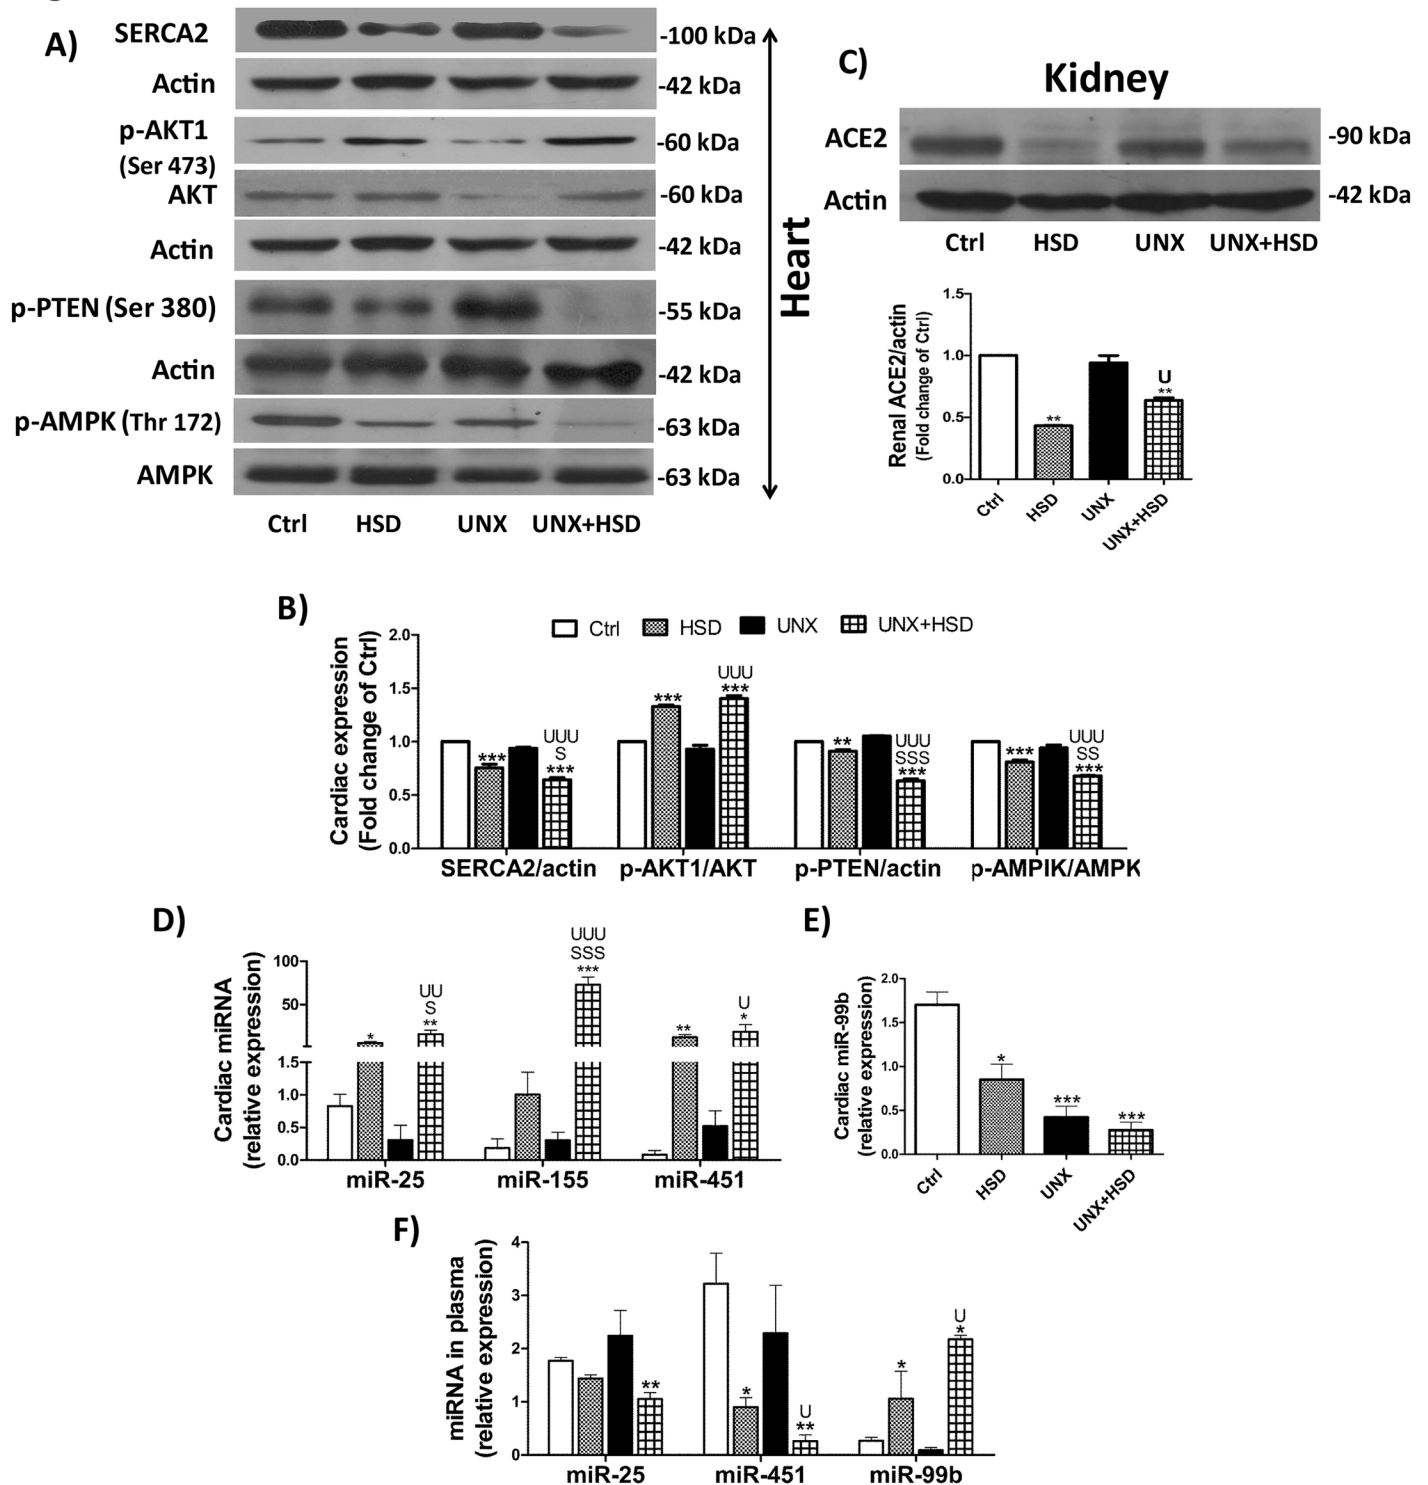 A)
SERCA2
-100 kDa
Actin
-42 kDa
p-AKT1
(Ser 473)
-60 kDa
AKT
-60 kDa
Actin
-42 kDa
p-PTEN (Ser 380)
-55 kDa
Actin
-42 kDa
p-AMPK (Thr 172)
-63 kDa
AMPK
-63 kDa
Ctrl HSD UNX UNX+HSD
Heart
C)
Kidney
ACE2
-90 kDa
Actin
-42 kDa
Ctrl HSD UNX UNX+HSD
Renal ACE2/actin
(Fold change of Ctrl)
1.5
1.0
0.5
0.0
**
U
**
Ctrl HSD UNX UNX+HSD
B)
Ctrl HSD UNX UNX+HSD
Cardiac expression
(Fold change of Ctrl)
2.0
1.5
1.0
0.5
0.0
***
UUU
S
***
***
UUU
***
**
UUU
SSS
***
***
UUU
SS
***
SERCA2/actin p-AKT1/AKT p-PTEN/actin p-AMPIK/AMPK
D)
Cardiac miRNA
(relative expression)
100
50
1.5
1.0
0.5
0.0
*
UU
S
**
UUU
SSS
***
**
U
*
miR-25 miR-155 miR-451
E)
Cardiac miR-99b
(relative expression)
2.0
1.5
1.0
0.5
0.0
*
***
***
Ctrl HSD UNX UNX+HSD
F)
miRNA in plasma
(relative expression)
4
3
2
1
0
**
*
U
**
*
U
*
miR-25 miR-451 miR-99b